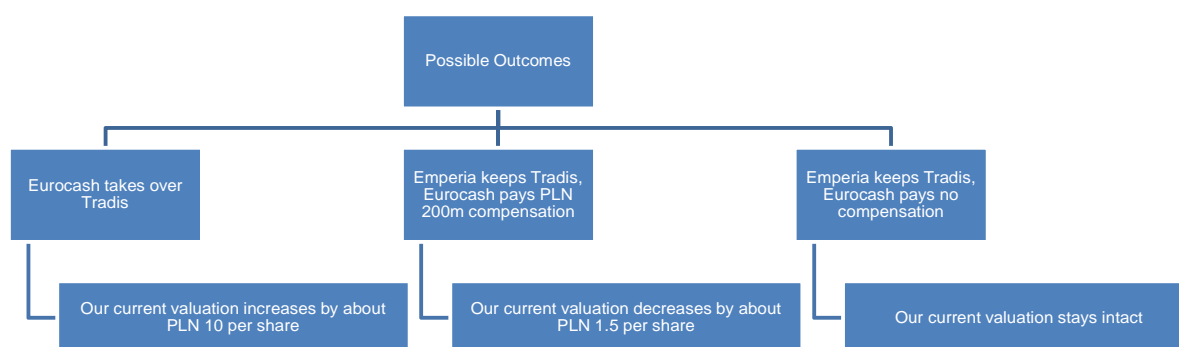 Possible Outcomes
Eurocash takes over
Tradis
Emperia keeps Tradis,
Eurocash pays PLN
200m compensation
Emperia keeps Tradis,
Eurocash pays no
compensation
Our current valuation increases by about
PLN 10 per share
Our current valuation decreases by about
PLN 1.5 per share
Our current valuation stays intact